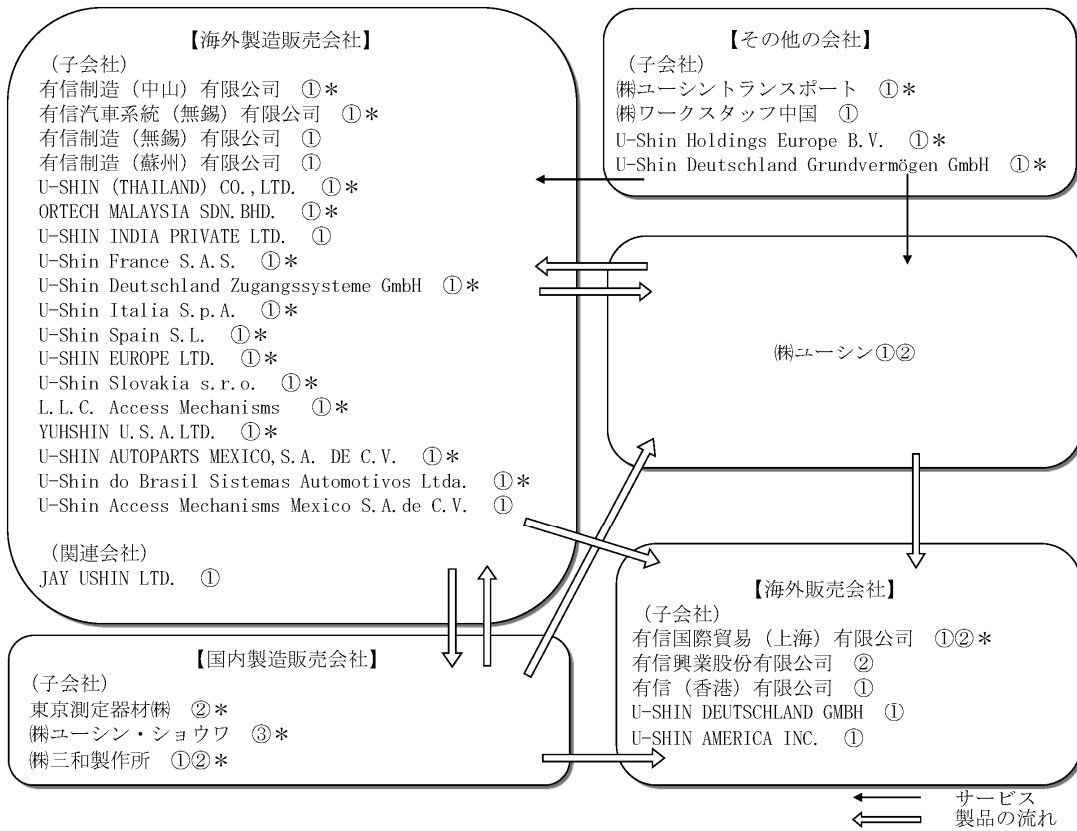 【海外製造販売会社】
（子会社）
有信制造（中山）有限公司　①＊
有信汽車系統（無錫）有限公司　①＊
有信制造（無錫）有限公司　①
有信制造（蘇州）有限公司　①
U-SHIN (THAILAND) CO.,LTD.　①＊
ORTECH MALAYSIA SDN.BHD.　①＊
U-SHIN INDIA PRIVATE LTD.　①
U-Shin France S.A.S.　①＊
U-Shin Deutschland Zugangssysteme GmbH　①＊
U-Shin Italia S.p.A.　①＊
U-Shin Spain S.L.　①＊
U-SHIN EUROPE LTD.　①＊
U-Shin Slovakia s.r.o.　①＊
L.L.C. Access Mechanisms　①＊
YUHSHIN U.S.A.LTD.　①＊
U-SHIN AUTOPARTS MEXICO,S.A. DE C.V.　①＊
U-Shin do Brasil Sistemas Automotivos Ltda.　①＊
U-Shin Access Mechanisms Mexico S.A.de C.V.　①
（関連会社）
JAY USHIN LTD.　①
【その他の会社】
（子会社）
㈱ユーシントランスポート　①＊
㈱ワークスタッフ中国　①
U-Shin Holdings Europe B.V.　①＊
U-Shin Deutschland Grundvermögen GmbH　①＊
㈱ユーシン①②
【国内製造販売会社】
（子会社）
東京測定器材㈱　②＊
㈱ユーシン・ショウワ　③＊
㈱三和製作所　①②＊
【海外販売会社】
（子会社）
有信国際貿易（上海）有限公司　①②＊
有信興業股份有限公司　②
有信（香港）有限公司　①
U-SHIN DEUTSCHLAND GMBH　①
U-SHIN AMERICA INC.　①
サービス
製品の流れ